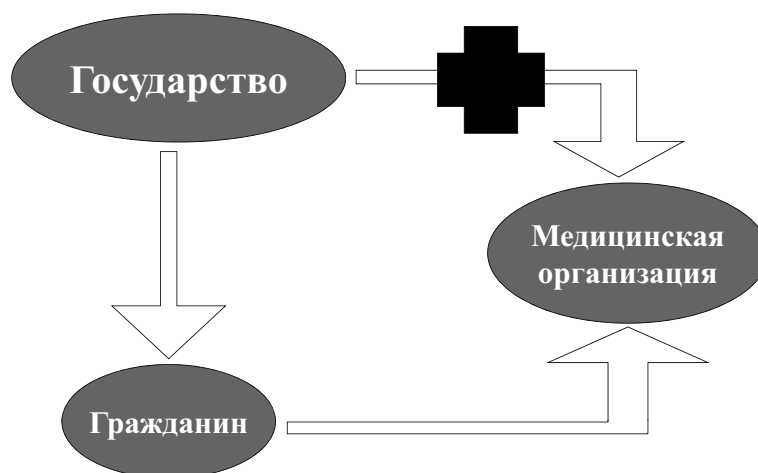 Государство
Медицинская
организация
Гражданин